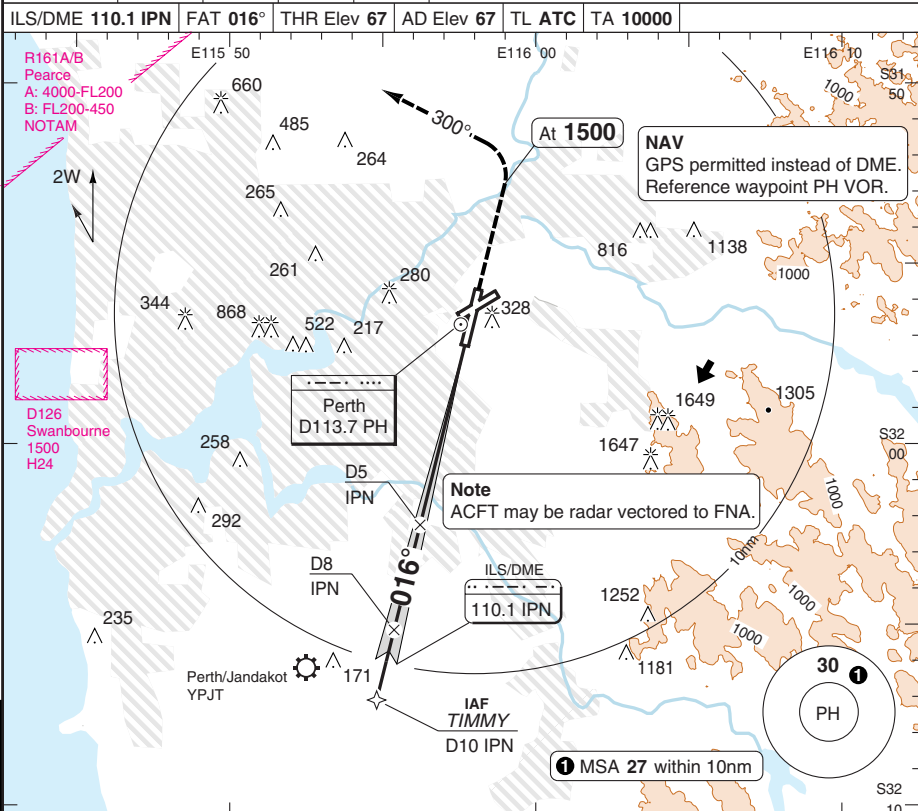 ILS/DME 110.1 IPN FAT 016° THR Elev 67 AD Elev 67 TL ATC TA 10000
E115 50 E116 00 E116 10
R161A/B
Pearce
A: 4000-FL200
B: FL200-450
NOTAM
S31
50
1000
660
485
264
300°
At 1500
NAV
GPS permitted instead of DME.
Reference waypoint PH VOR.
2W
265
261
280
816
1138
1000
344
868
522
217
328
D126
Swanbourne
1500
H24
Perth
D113.7 PH
1649
1305
1647
S32
00
258
D5
IPN
292
Note
ACFT may be radar vectored to FNA.
1000
10nm
016°
D8
IPN
ILS/DME
110.1 IPN
1252
1000
1000
235
1181
Perth/Jandakot
YPJT
171
IAF
TIMMY
D10 IPN
30 1
PH
1 MSA 27 within 10nm
S32
10